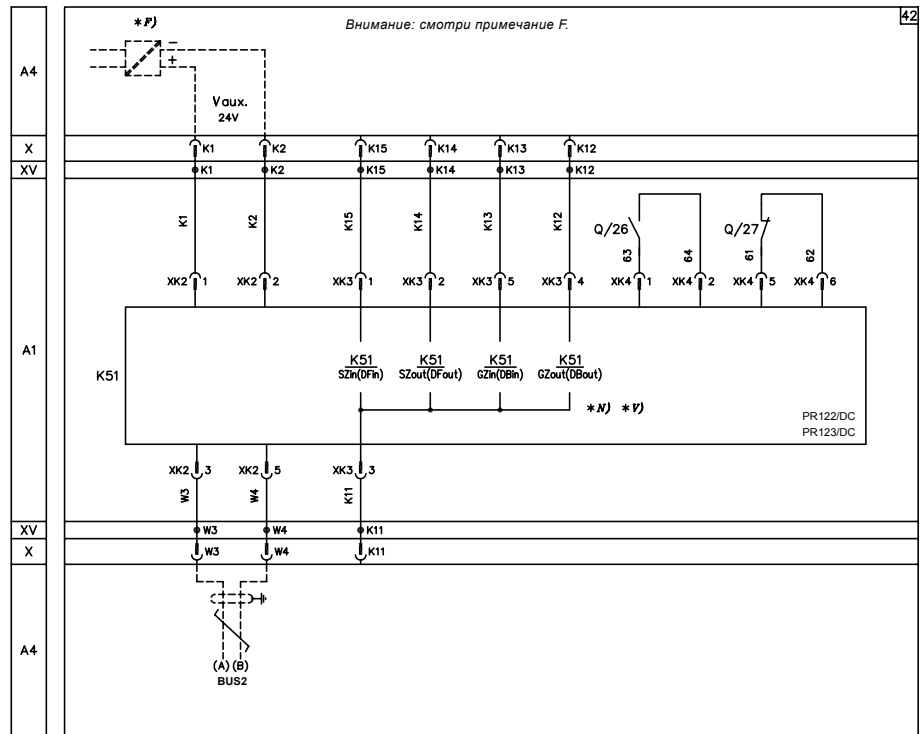 42
*F)
Внимание: смотри примечание F.
−
+
A4
Vaux.
24V
X
K1 K2 K15 K14 K13 K12
XV
K1 K2 K15 K14 K13 K12
K1 K2 K15 K14 K13 K12
Q/26 63 64 Q/27 61 62
XK2 1 XK2 2 XK3 1 XK3 2 XK3 5 XK3 4 XK4 1 XK4 2 XK4 5 XK4 6
A1
K51
K51 K51 K51 K51
SZin(DFin) SZout(DFout) GZin(DBin) GZout(DBout)
*N) *V)
PR122/DC
PR123/DC
XK2 3 XK2 5 XK3 3
W3 W4 K11
XV
W3 W4 K11
X
W3 W4 K11
A4
(A) (B)
BUS2